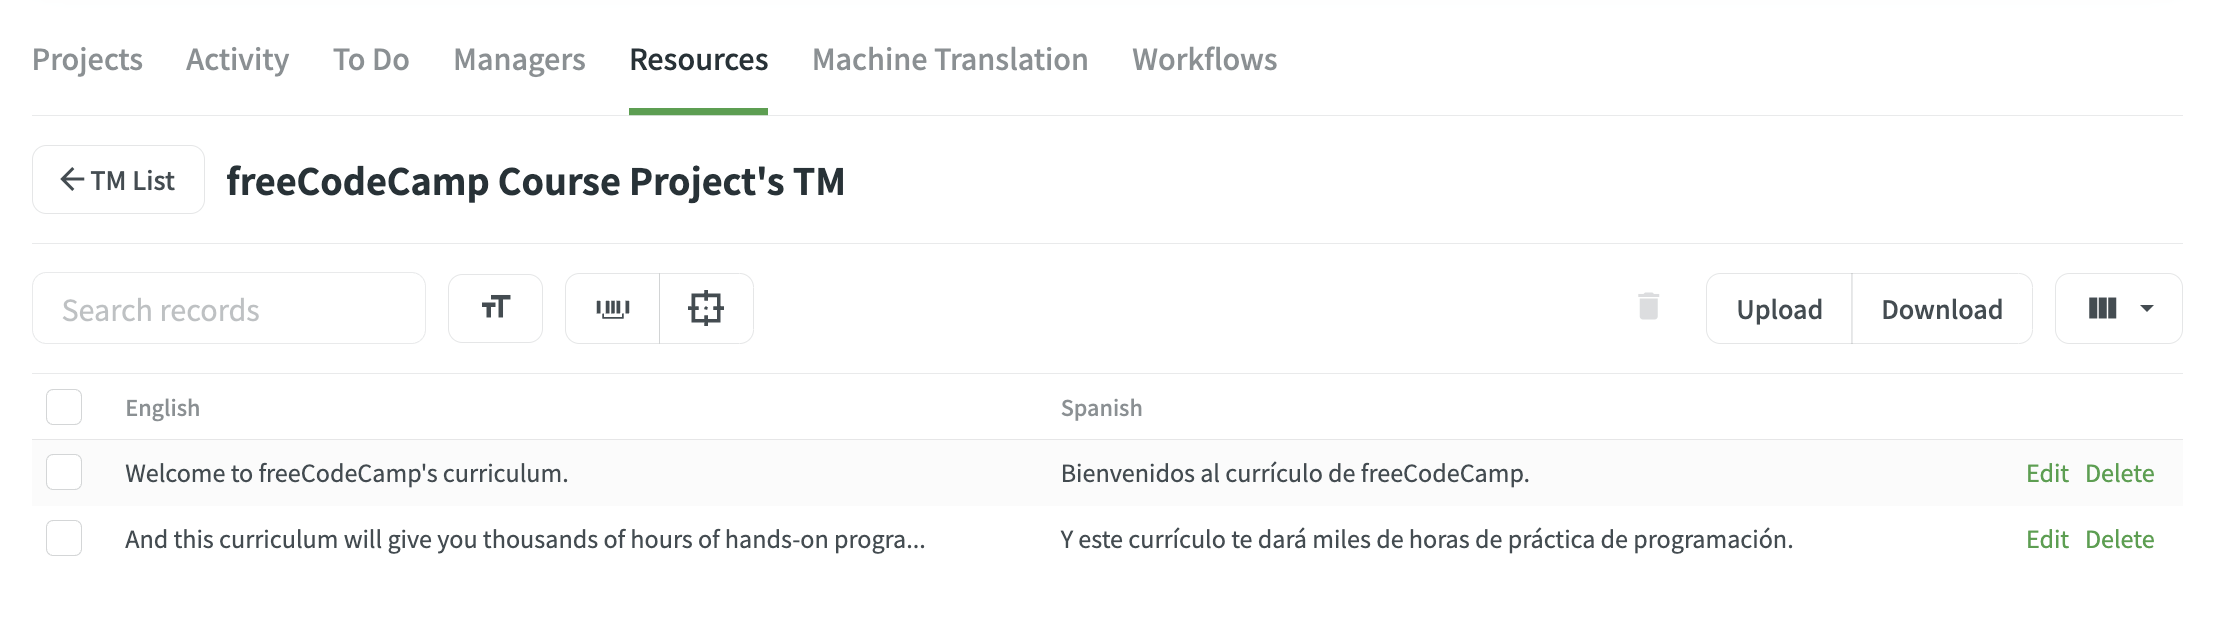 Projects Activity To Do Managers Resources Machine Translation Workflows
TM List freeCodeCamp Course Project's TM
Search records Upload Download
English Spanish
Welcome to freeCodeCamp's curriculum. Bienvenidos al currículo de freeCodeCamp. Edit Delete
And this curriculum will give you thousands of hours of hands-on progra... Y este currículo te dará miles de horas de práctica de programación. Edit Delete